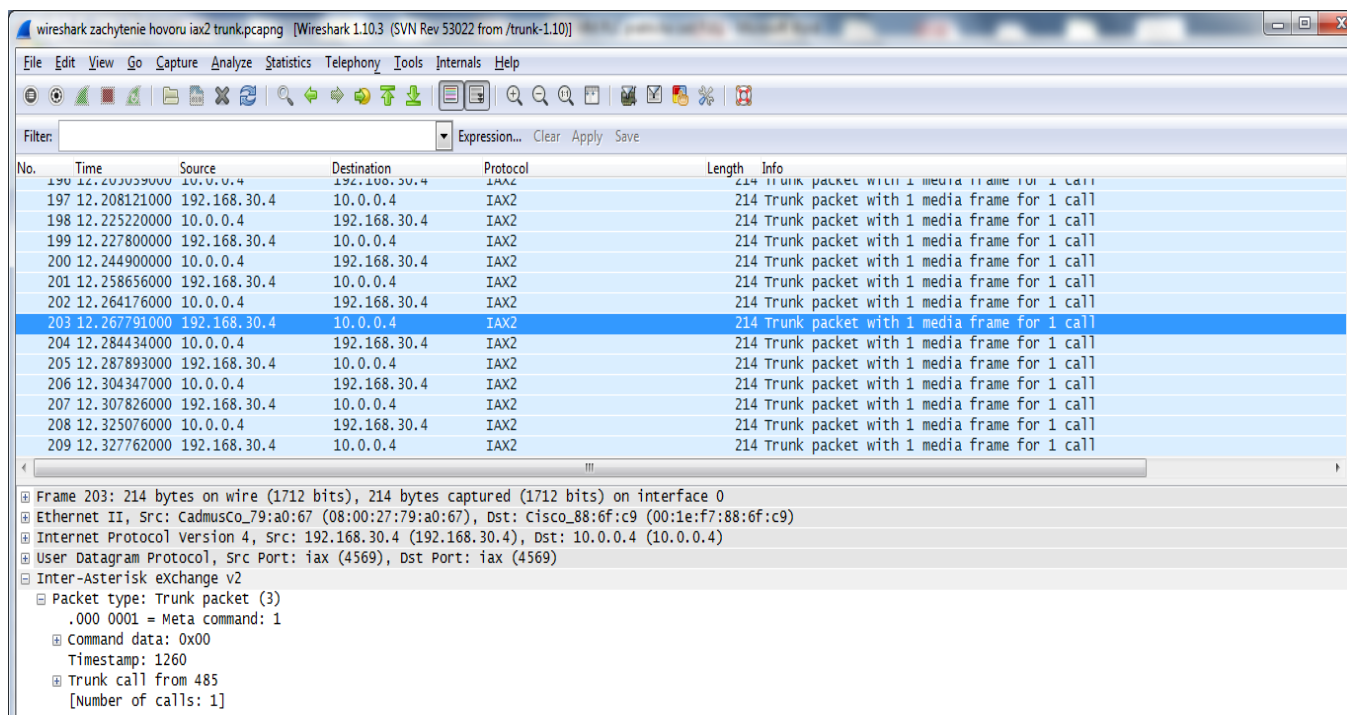 wireshark zachytenie hovoru iax2 trunk.pcapng [Wireshark 1.10.3 (SVN Rev 53022 from /trunk-1.10)]
File Edit View Go Capture Analyze Statistics Telephony Tools Internals Help
Filter: Expression... Clear Apply Save
No. Time Source Destination Protocol Length Info
196 12.205039000 10.0.0.4 192.168.30.4 IAX2 214 Trunk packet with 1 media frame for 1 call
197 12.208121000 192.168.30.4 10.0.0.4 IAX2 214 Trunk packet with 1 media frame for 1 call
198 12.225220000 10.0.0.4 192.168.30.4 IAX2 214 Trunk packet with 1 media frame for 1 call
199 12.227800000 192.168.30.4 10.0.0.4 IAX2 214 Trunk packet with 1 media frame for 1 call
200 12.244900000 10.0.0.4 192.168.30.4 IAX2 214 Trunk packet with 1 media frame for 1 call
201 12.258656000 192.168.30.4 10.0.0.4 IAX2 214 Trunk packet with 1 media frame for 1 call
202 12.264176000 10.0.0.4 192.168.30.4 IAX2 214 Trunk packet with 1 media frame for 1 call
203 12.267791000 192.168.30.4 10.0.0.4 IAX2 214 Trunk packet with 1 media frame for 1 call
204 12.284434000 10.0.0.4 192.168.30.4 IAX2 214 Trunk packet with 1 media frame for 1 call
205 12.287893000 192.168.30.4 10.0.0.4 IAX2 214 Trunk packet with 1 media frame for 1 call
206 12.304347000 10.0.0.4 192.168.30.4 IAX2 214 Trunk packet with 1 media frame for 1 call
207 12.307826000 192.168.30.4 10.0.0.4 IAX2 214 Trunk packet with 1 media frame for 1 call
208 12.325076000 10.0.0.4 192.168.30.4 IAX2 214 Trunk packet with 1 media frame for 1 call
209 12.327762000 192.168.30.4 10.0.0.4 IAX2 214 Trunk packet with 1 media frame for 1 call
Frame 203: 214 bytes on wire (1712 bits), 214 bytes captured (1712 bits) on interface 0
Ethernet II, Src: CadmusCo_79:a0:67 (08:00:27:79:a0:67), Dst: Cisco_88:6f:c9 (00:1e:f7:88:6f:c9)
Internet Protocol Version 4, Src: 192.168.30.4 (192.168.30.4), Dst: 10.0.0.4 (10.0.0.4)
User Datagram Protocol, Src Port: iax (4569), Dst Port: iax (4569)
Inter-Asterisk eXchange v2
Packet type: Trunk packet (3)
.000 0001 = Meta command: 1
Command data: 0x00
Timestamp: 1260
Trunk call from 485
[Number of calls: 1]